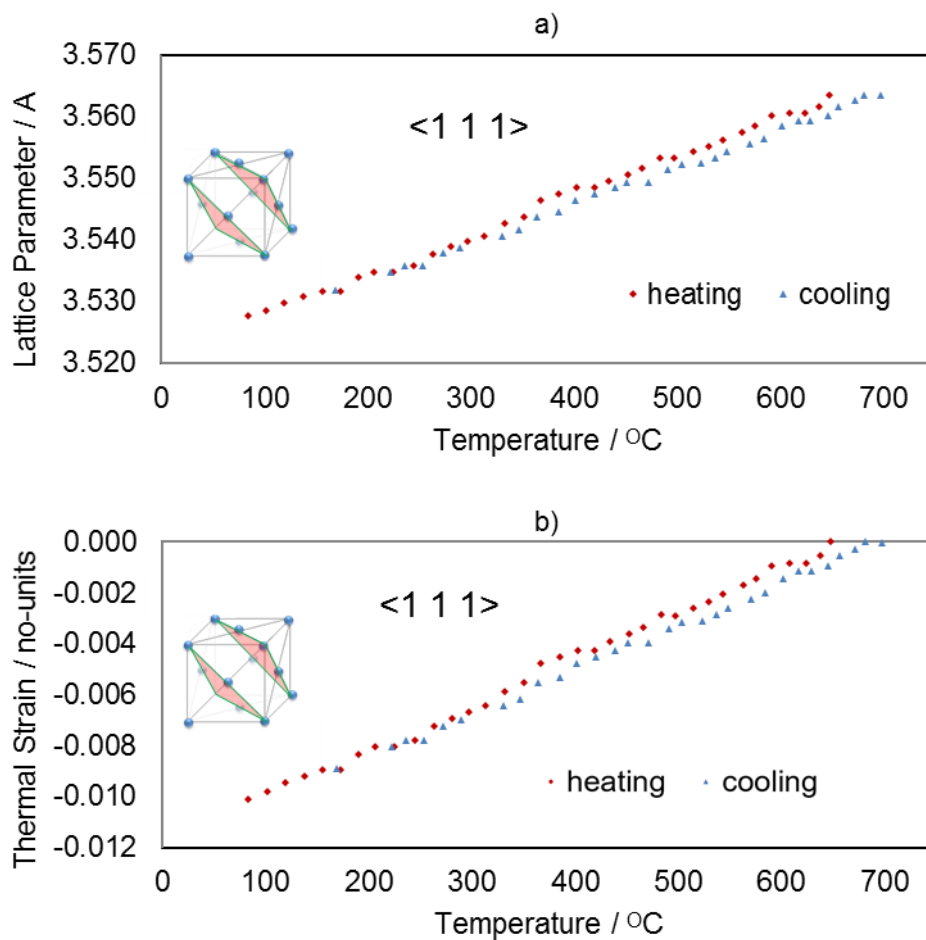 a)
3.570
3.560
3.550
3.540
3.530
3.520
Lattice Parameter / A
<1 1 1>
heating cooling
0 100 200 300 400 500 600 700
Temperature / OC
b)
0.000
-0.002
-0.004
-0.006
-0.008
-0.010
-0.012
Thermal Strain / no-units
<1 1 1>
heating cooling
0 100 200 300 400 500 600 700
Temperature / OC